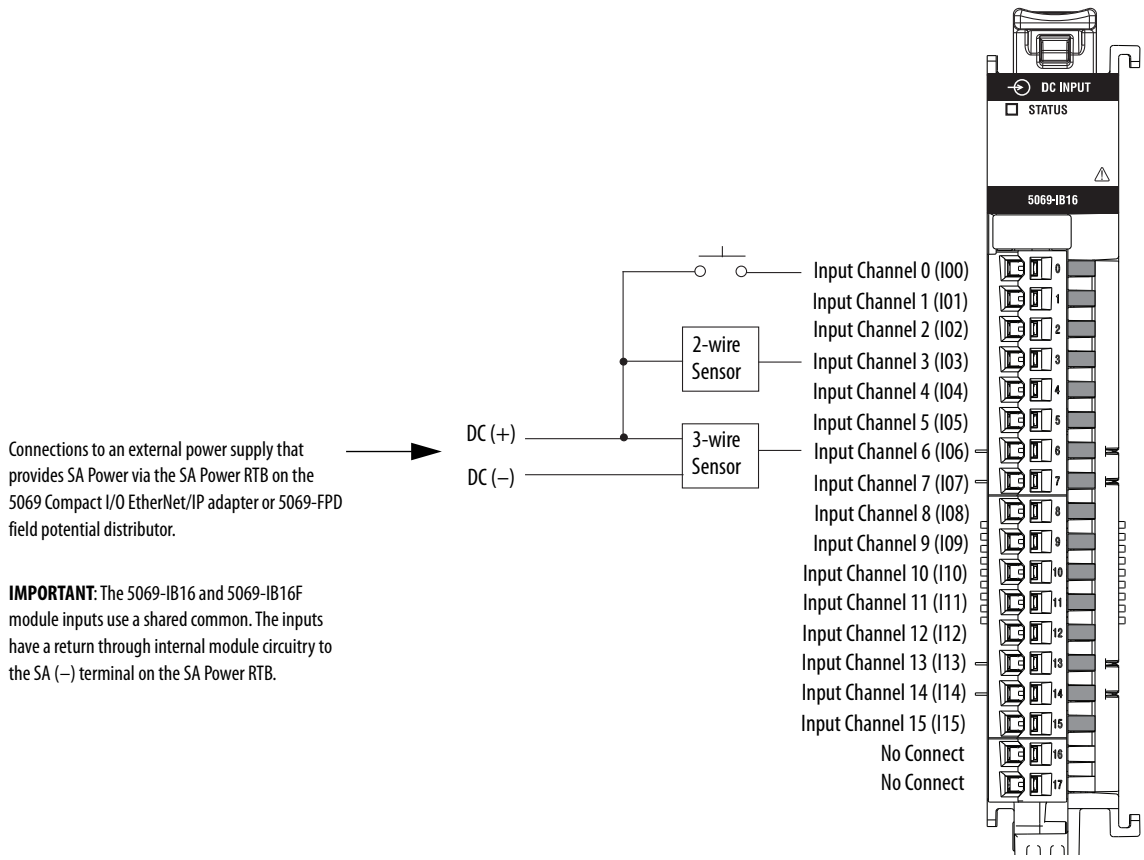 DC INPUT
STATUS
5069-IB16
Input Channel 0 (I00)
Input Channel 1 (I01)
Input Channel 2 (I02)
Input Channel 3 (I03)
Input Channel 4 (I04)
Input Channel 5 (I05)
Input Channel 6 (I06)
Input Channel 7 (I07)
Input Channel 8 (I08)
Input Channel 9 (I09)
Input Channel 10 (I10)
Input Channel 11 (I11)
Input Channel 12 (I12)
Input Channel 13 (I13)
Input Channel 14 (I14)
Input Channel 15 (I15)
No Connect
No Connect
0
1
2
3
4
5
6
7
8
9
10
11
12
13
14
15
16
17
2-wire
Sensor
3-wire
Sensor
DC (+)
DC (−)
Connections to an external power supply that
provides SA Power via the SA Power RTB on the
5069 Compact I/O EtherNet/IP adapter or 5069-FPD
field potential distributor.
IMPORTANT: The 5069-IB16 and 5069-IB16F
module inputs use a shared common. The inputs
have a return through internal module circuitry to
the SA (−) terminal on the SA Power RTB.